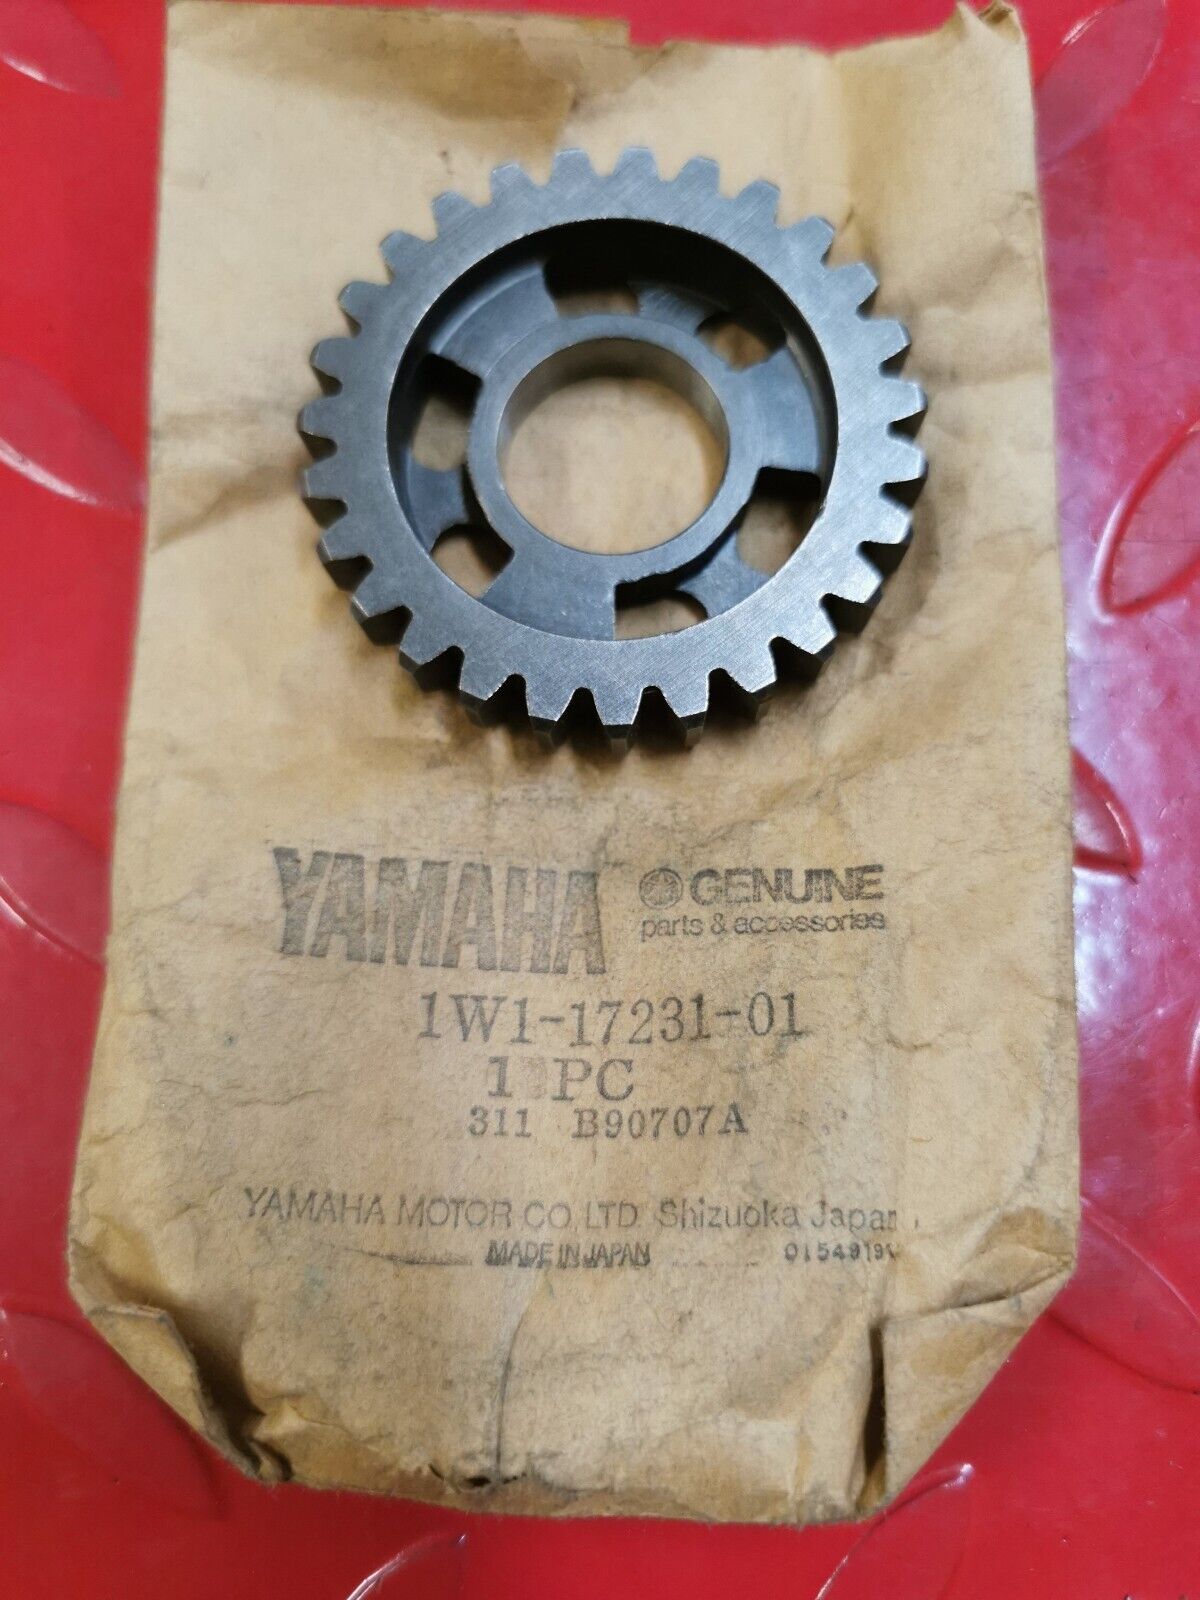 YAMAHA GENUINE
parts & accessories
1W1-17231-01
1 PC
311 B90707A
YAMAHA MOTOR CO. LTD. Shizuoka Japan
MADE IN JAPAN